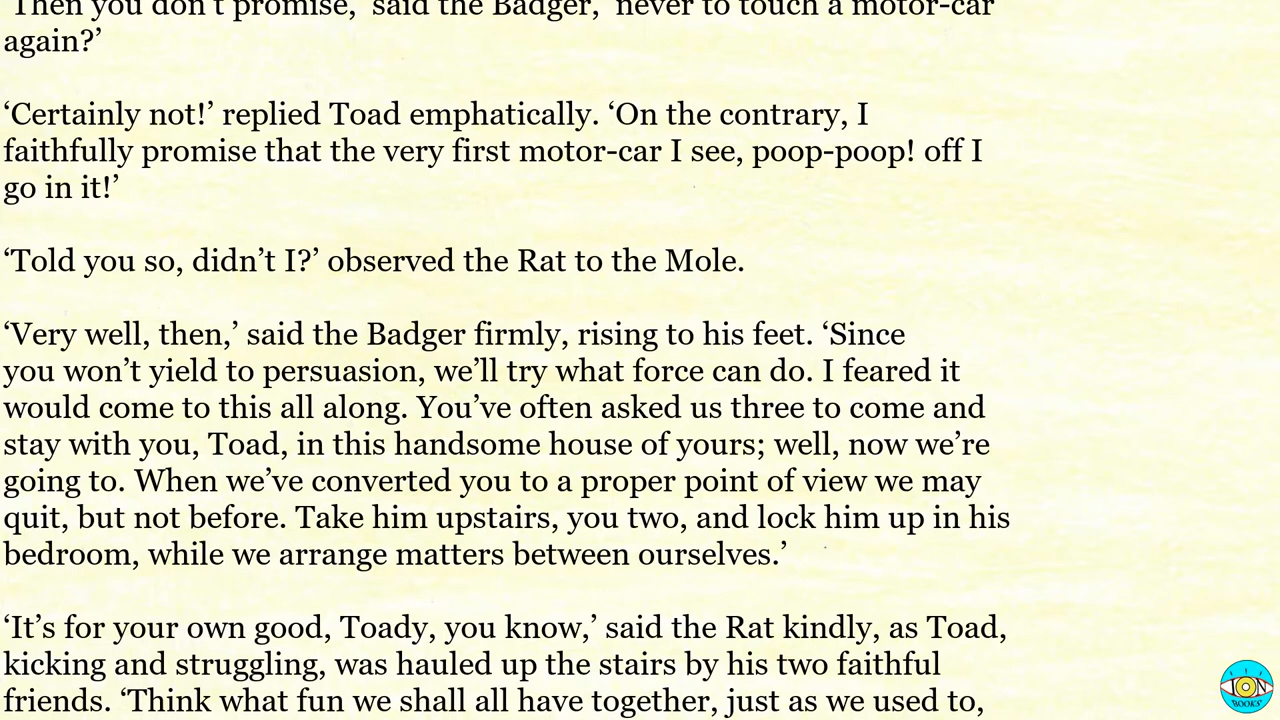 ‘Then you don’t promise,’ said the Badger, ‘never to touch a motor-car
again?’
‘Certainly not!’ replied Toad emphatically. ‘On the contrary, I
faithfully promise that the very first motor-car I see, poop-poop! off I
go in it!’
‘Told you so, didn’t I?’ observed the Rat to the Mole.
‘Very well, then,’ said the Badger firmly, rising to his feet. ‘Since
you won’t yield to persuasion, we’ll try what force can do. I feared it
would come to this all along. You’ve often asked us three to come and
stay with you, Toad, in this handsome house of yours; well, now we’re
going to. When we’ve converted you to a proper point of view we may
quit, but not before. Take him upstairs, you two, and lock him up in his
bedroom, while we arrange matters between ourselves.’
‘It’s for your own good, Toady, you know,’ said the Rat kindly, as Toad,
kicking and struggling, was hauled up the stairs by his two faithful
friends. ‘Think what fun we shall all have together, just as we used to,
ION
BOOKS